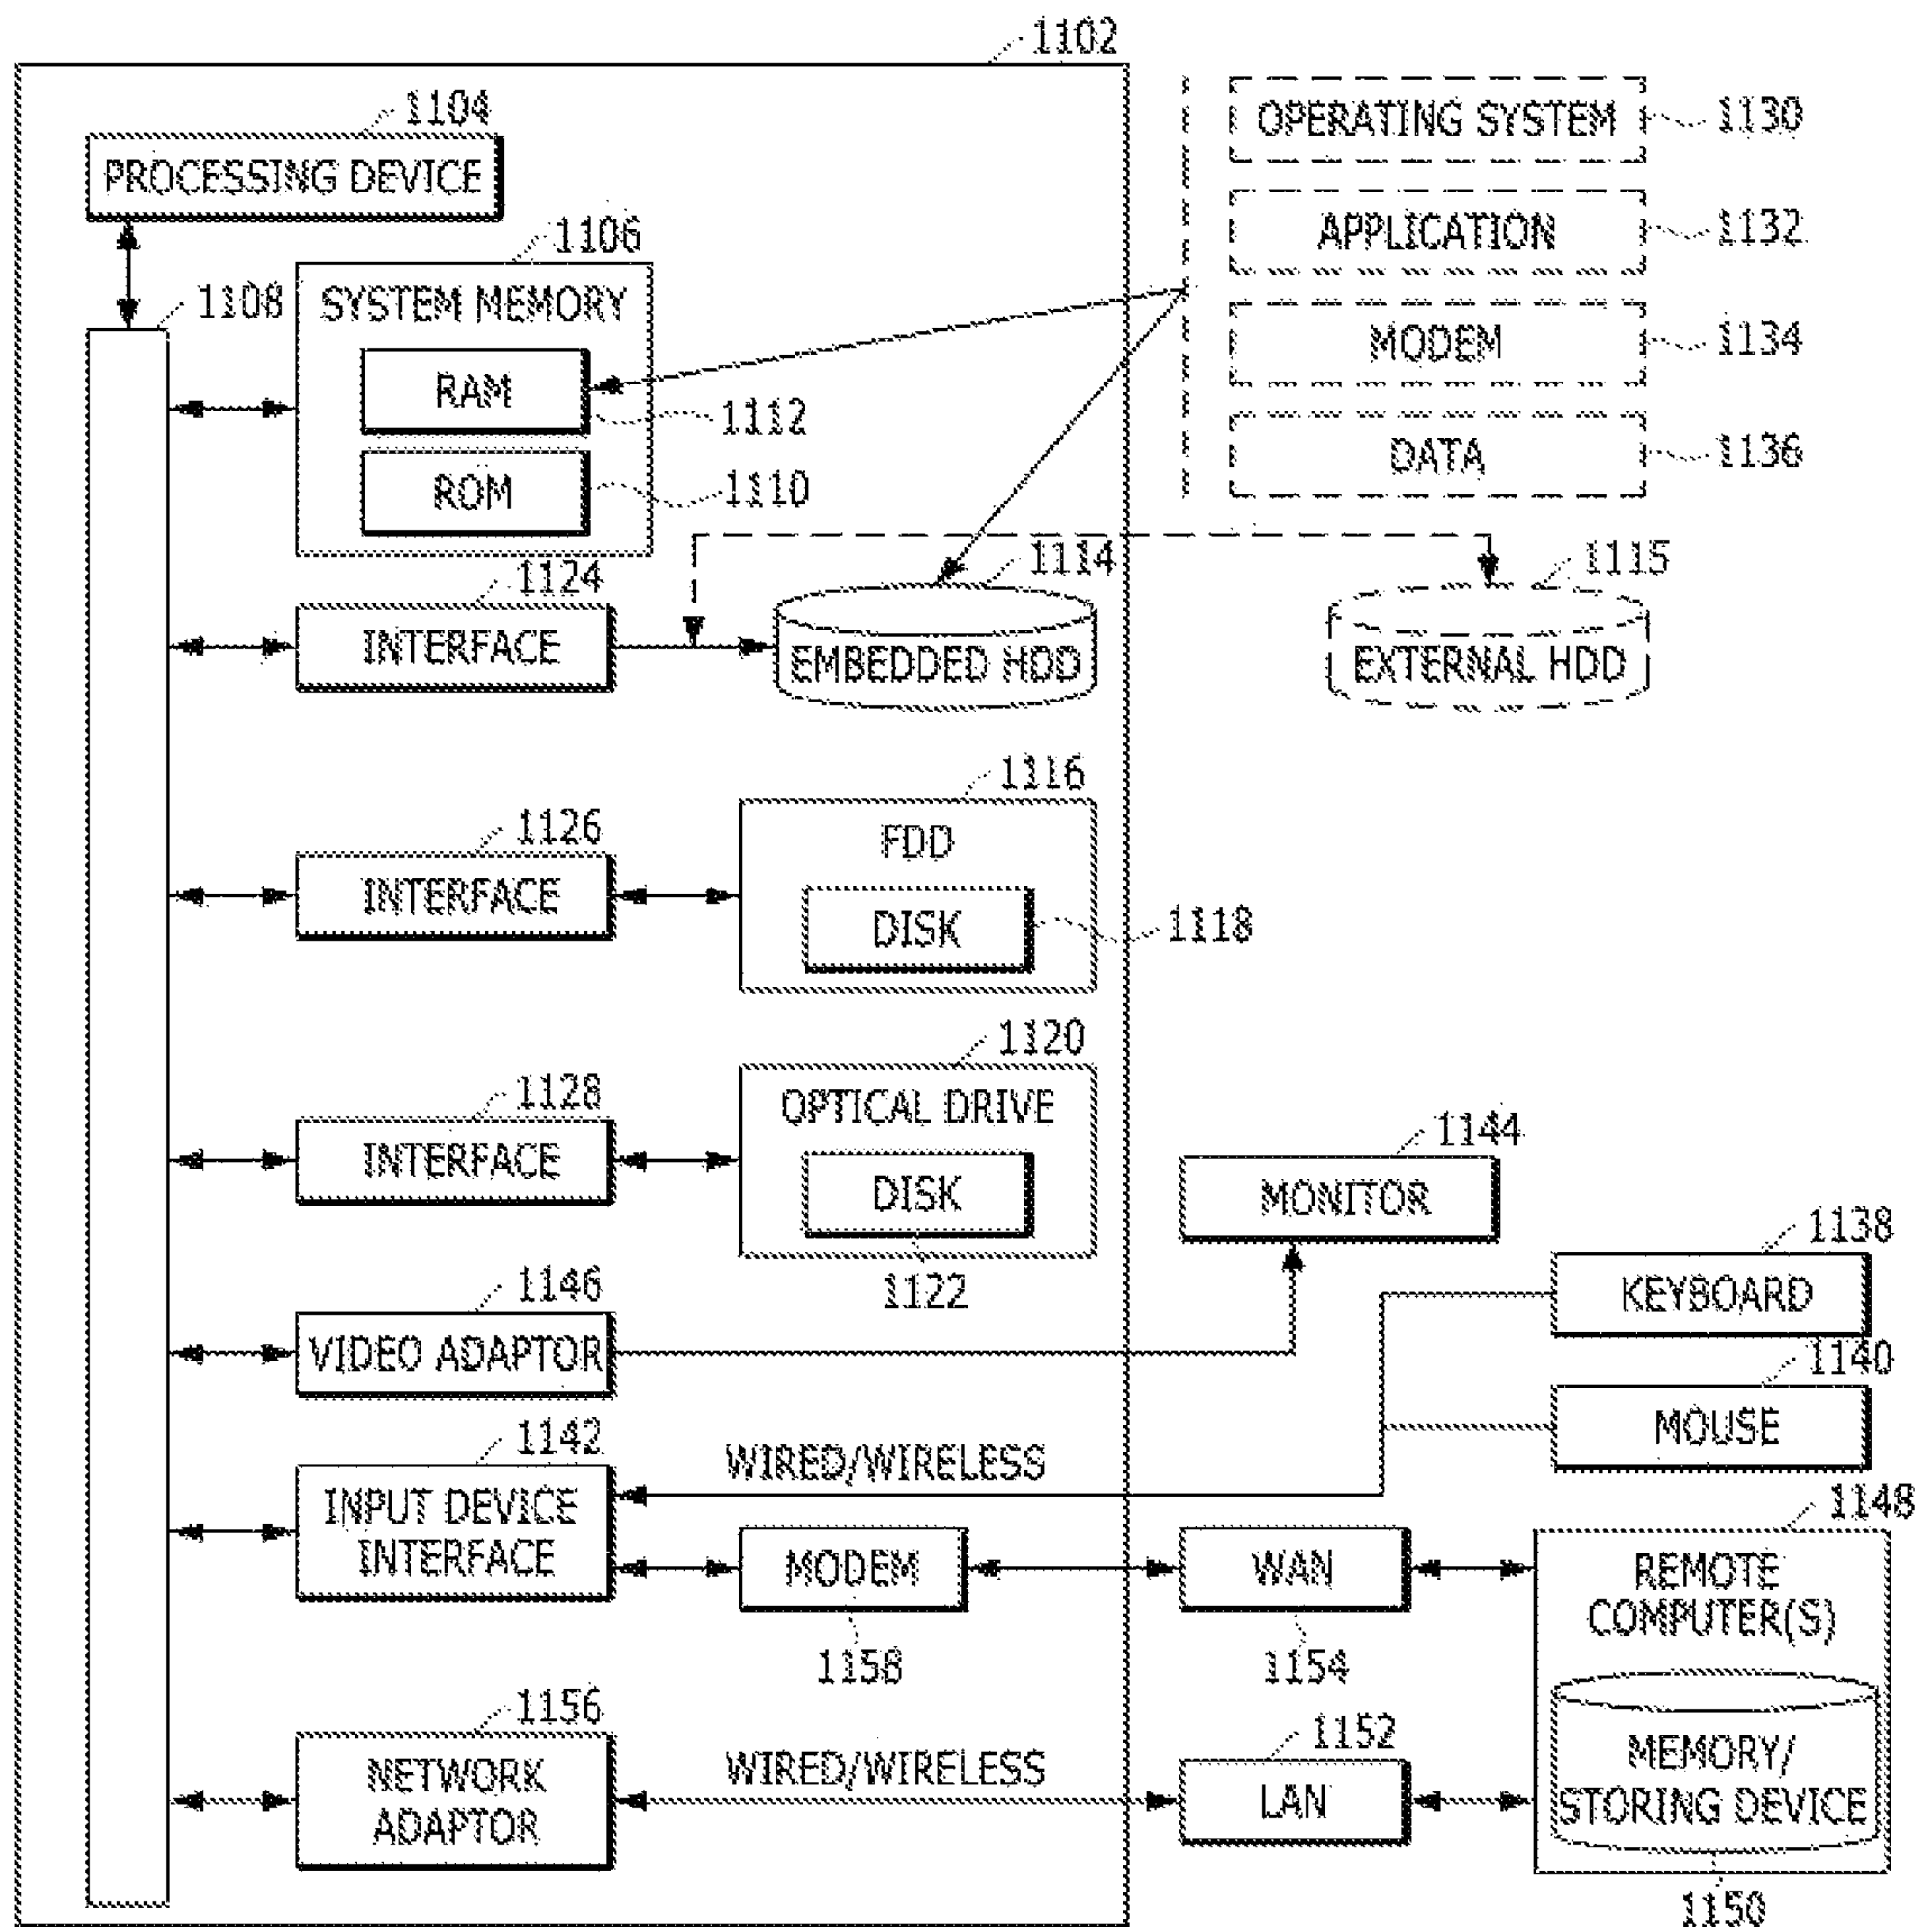 1102
1104
PROCESSING DEVICE
1106
SYSTEM MEMORY
1108
RAM
1112
ROM
1110
OPERATING SYSTEM
1130
APPLICATION
1132
MODEM
1134
DATA
1136
1124
INTERFACE
1114
EMBEDDED HDD
1115
EXTERNAL HDD
1116
FDD
1126
INTERFACE
DISK
1118
1120
OPTICAL DRIVE
1128
INTERFACE
DISK
1122
1144
MONITOR
1138
KEYBOARD
1146
VIDEO ADAPTOR
1140
MOUSE
1142
INPUT DEVICE
INTERFACE
WIRED/WIRELESS
MODEM
1158
WAN
1154
1148
REMOTE
COMPUTER(S)
MEMORY/
STORING DEVICE
1150
1156
NETWORK
ADAPTOR
WIRED/WIRELESS
1152
LAN